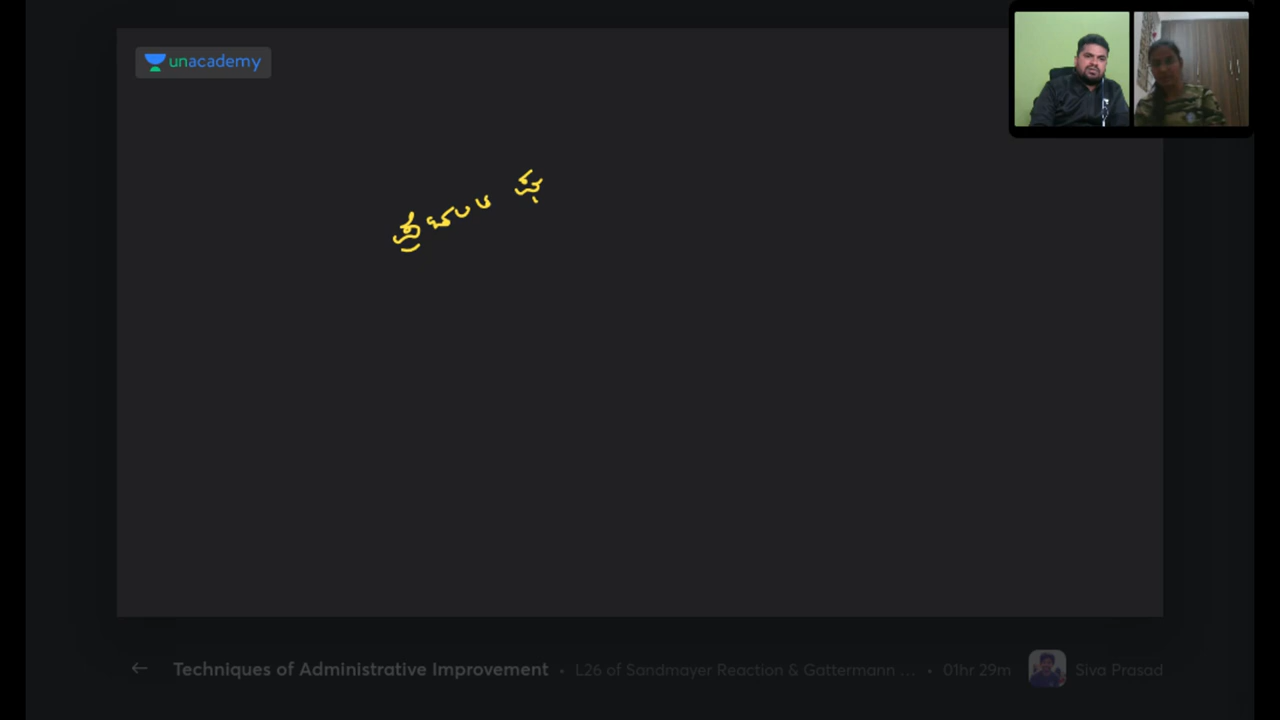 unacademy
Techniques of Administrative Improvement • L26 of Sandmayer Reaction & Gattermann ... • 01hr 29m Siva Prasad